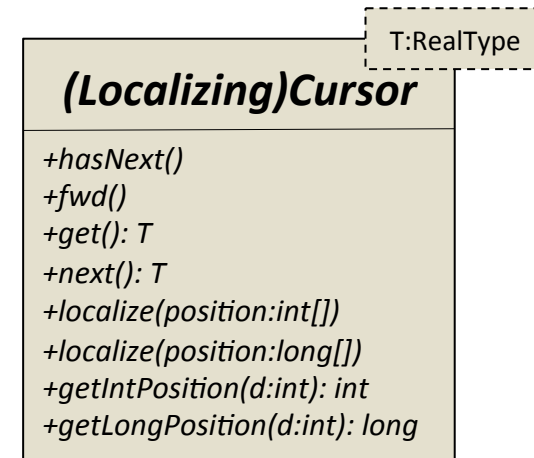 T:RealType
(Localizing)Cursor
+hasNext()
+fwd()
+get(): T
+next(): T
+localize(position:int[])
+localize(position:long[])
+getIntPosition(d:int): int
+getLongPosition(d:int): long